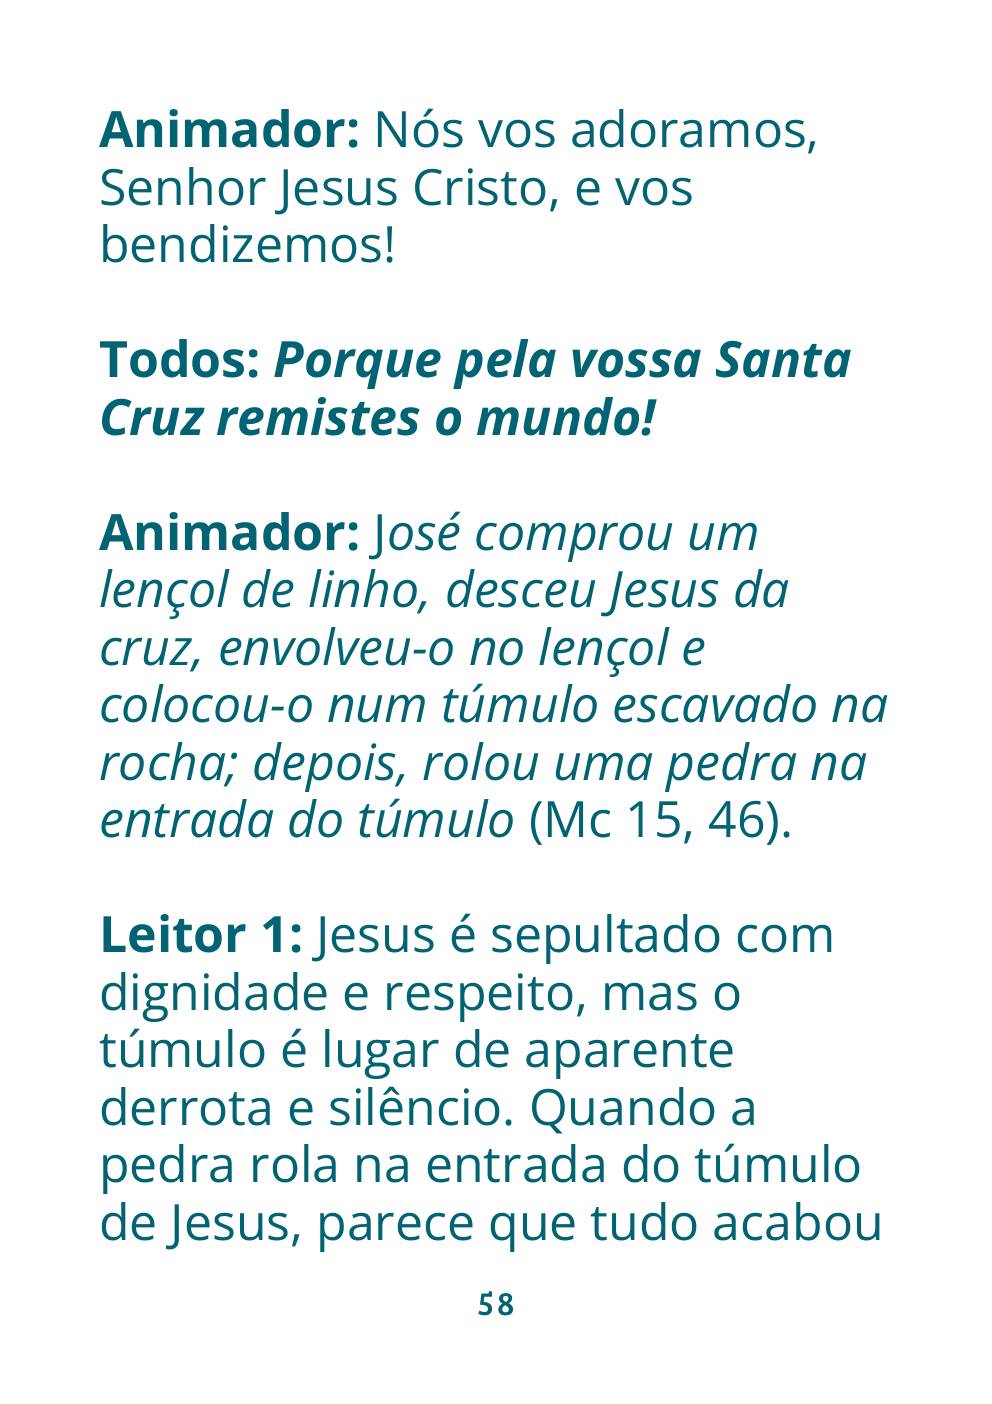 Animador: Nós vos adoramos,
Senhor Jesus Cristo, e vos
bendizemos!
Todos: Porque pela vossa Santa
Cruz remistes o mundo!
Animador: José comprou um
lençol de linho, desceu Jesus da
cruz, envolveu-o no lençol e
colocou-o num túmulo escavado na
rocha; depois, rolou uma pedra na
entrada do túmulo (Mc 15, 46).
Leitor 1: Jesus é sepultado com
dignidade e respeito, mas o
túmulo é lugar de aparente
derrota e silêncio. Quando a
pedra rola na entrada do túmulo
de Jesus, parece que tudo acabou
58